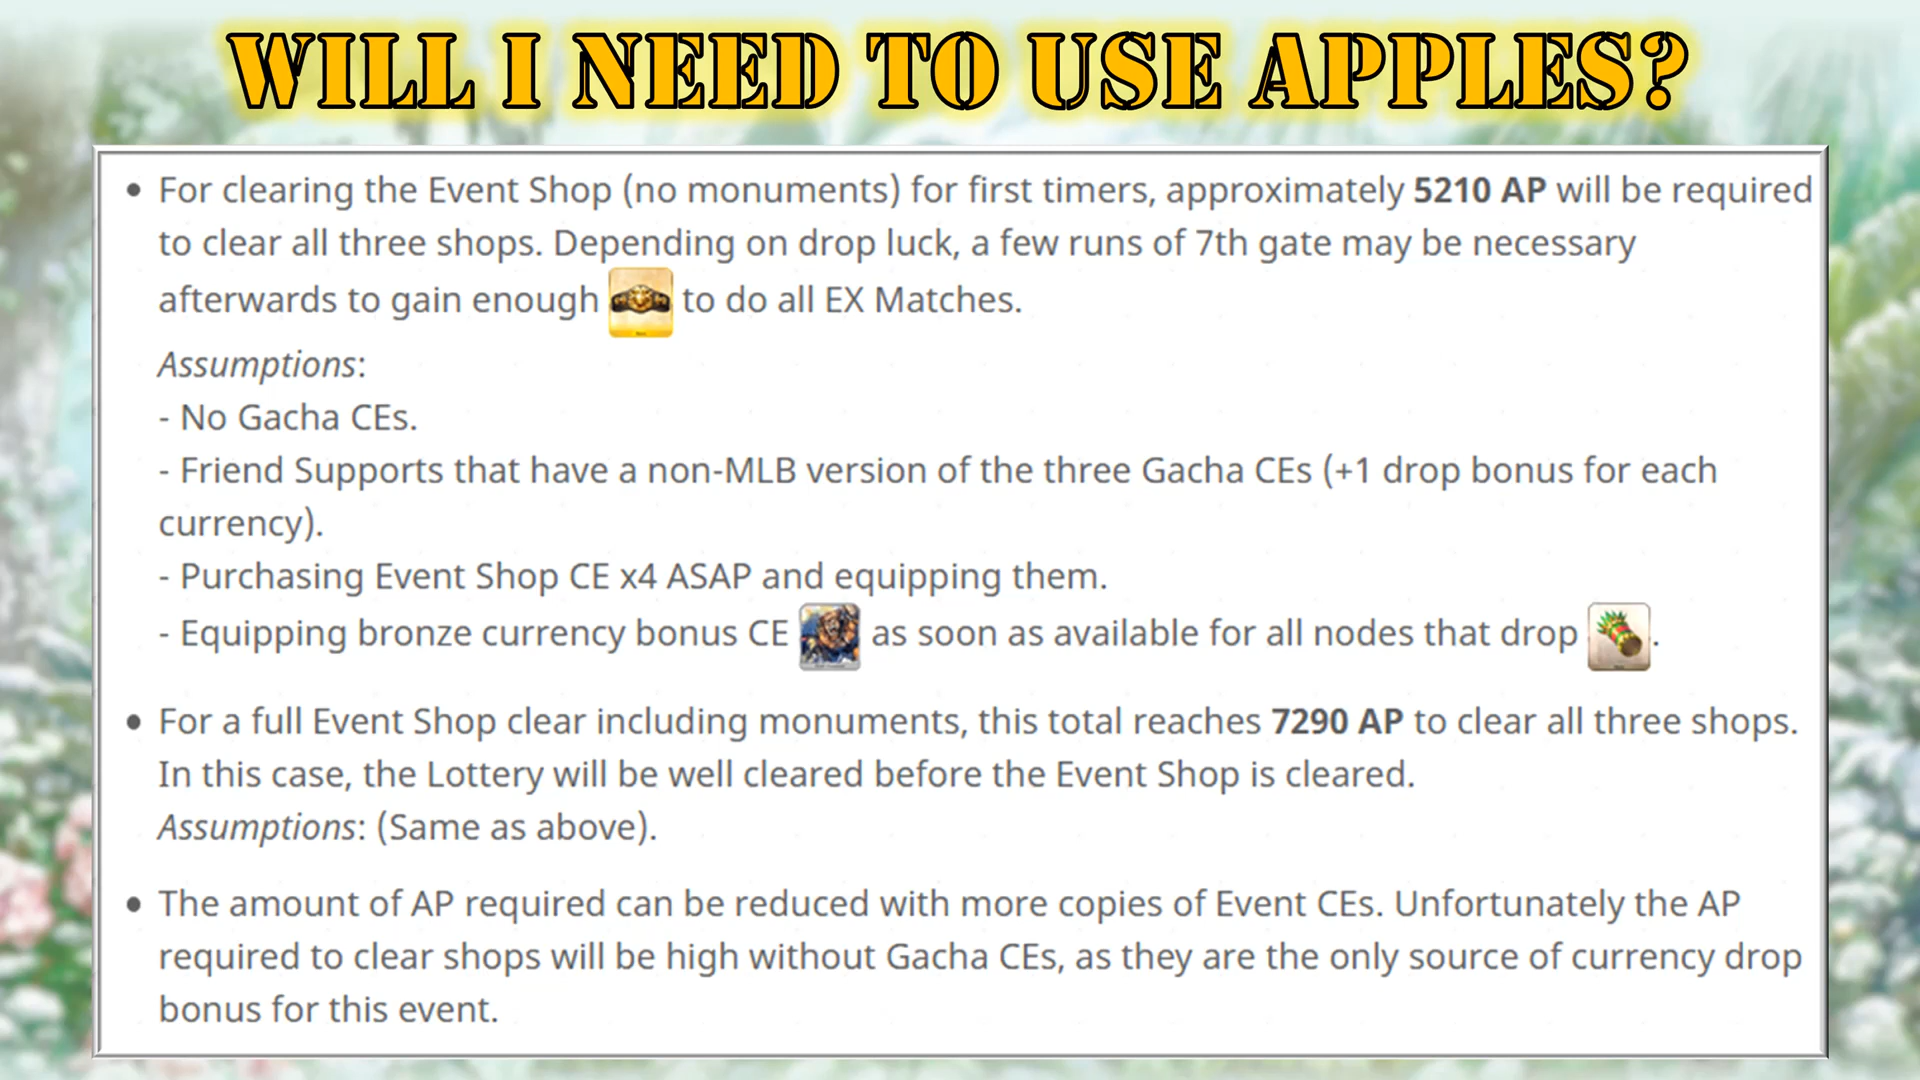 WILL I NEED TO USE APPLES?
• For clearing the Event Shop (no monuments) for first timers, approximately 5210 AP will be required
to clear all three shops. Depending on drop luck, a few runs of 7th gate may be necessary
afterwards to gain enough to do all EX Matches.
Assumptions:
- No Gacha CEs.
- Friend Supports that have a non-MLB version of the three Gacha CEs (+1 drop bonus for each
currency).
- Purchasing Event Shop CE x4 ASAP and equipping them.
- Equipping bronze currency bonus CE as soon as available for all nodes that drop .
• For a full Event Shop clear including monuments, this total reaches 7290 AP to clear all three shops.
In this case, the Lottery will be well cleared before the Event Shop is cleared.
Assumptions: (Same as above).
• The amount of AP required can be reduced with more copies of Event CEs. Unfortunately the AP
required to clear shops will be high without Gacha CEs, as they are the only source of currency drop
bonus for this event.